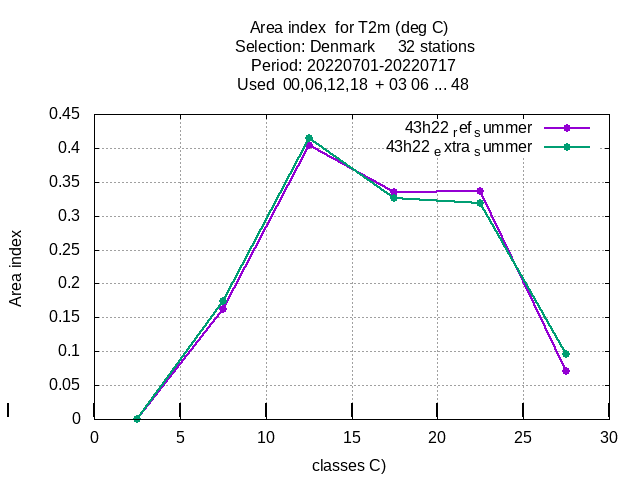 Area index  for T2m (deg C)
Selection: Denmark     32 stations
Period: 20220701-20220717
Used  00,06,12,18  + 03 06 ... 48
43h22 ref summer
43h22 extra summer
0.45
0.4
0.35
0.3
0.25
0.2
0.15
0.1
0.05
0
Area index
0 5 10 15 20 25 30
classes C)